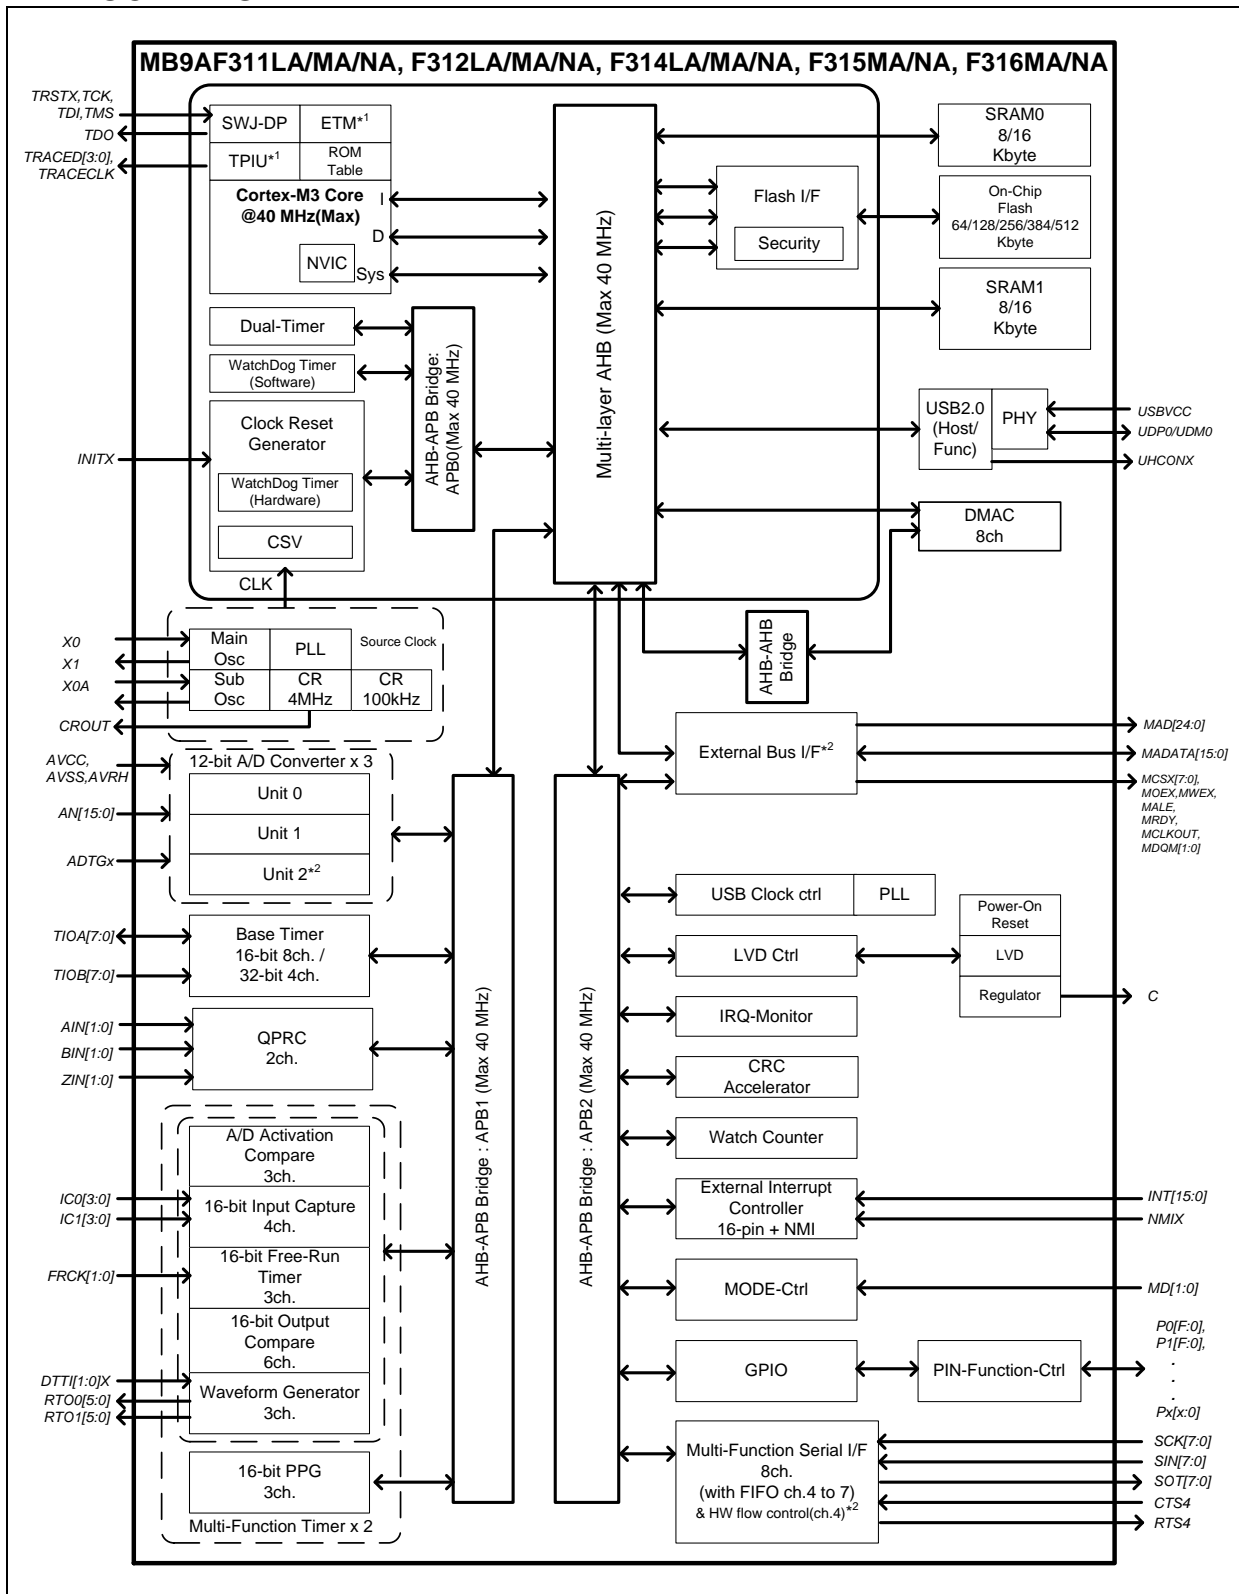 MB9AF311LA/MA/NA, F312LA/MA/NA, F314LA/MA/NA, F315MA/NA, F316MA/NA
TRSTX,TCK,
TDI,TMS
TDO
TRACED[3:0],
TRACECLK
SWJ-DP
ETM*1
TPIU*1
ROM
Table
Cortex-M3 Core
@40 MHz(Max)
I
D
NVIC
Sys
Dual-Timer
WatchDog Timer
(Software)
Clock Reset
Generator
INITX
WatchDog Timer
(Hardware)
CSV
CLK
AHB-APB Bridge:
APB0(Max 40 MHz)
Multi-layer AHB (Max 40 MHz)
Flash I/F
Security
SRAM0
8/16
Kbyte
On-Chip
Flash
64/128/256/384/512
Kbyte
SRAM1
8/16
Kbyte
USB2.0
(Host/
Func)
PHY
USBVCC
UDP0/UDM0
UHCONX
DMAC
8ch
AHB-AHB
Bridge
X0
X1
X0A
CROUT
Main
Osc
PLL
Source Clock
Sub
Osc
CR
4MHz
CR
100kHz
AVCC,
AVSS,AVRH
AN[15:0]
ADTGx
12-bit A/D Converter x 3
Unit 0
Unit 1
Unit 2*2
TIOA[7:0]
TIOB[7:0]
Base Timer
16-bit 8ch. /
32-bit 4ch.
AIN[1:0]
BIN[1:0]
ZIN[1:0]
QPRC
2ch.
A/D Activation
Compare
3ch.
IC0[3:0]
IC1[3:0]
16-bit Input Capture
4ch.
FRCK[1:0]
16-bit Free-Run
Timer
3ch.
16-bit Output
Compare
6ch.
DTTI[1:0]X
RTO0[5:0]
RTO1[5:0]
Waveform Generator
3ch.
16-bit PPG
3ch.
Multi-Function Timer x 2
AHB-APB Bridge : APB1 (Max 40 MHz)
AHB-APB Bridge : APB2 (Max 40 MHz)
External Bus I/F*2
MAD[24:0]
MADATA[15:0]
MCSX[7:0],
MOEX,MWEX,
MALE,
MRDY,
MCLKOUT,
MDQM[1:0]
USB Clock ctrl
PLL
LVD Ctrl
Power-On
Reset
LVD
Regulator
C
IRQ-Monitor
CRC
Accelerator
Watch Counter
External Interrupt
Controller
16-pin + NMI
INT[15:0]
NMIX
MODE-Ctrl
MD[1:0]
GPIO
PIN-Function-Ctrl
P0[F:0],
P1[F:0],
.
.
.
Px[x:0]
Multi-Function Serial I/F
8ch.
(with FIFO ch.4 to 7)
& HW flow control(ch.4)*2
SCK[7:0]
SIN[7:0]
SOT[7:0]
CTS4
RTS4